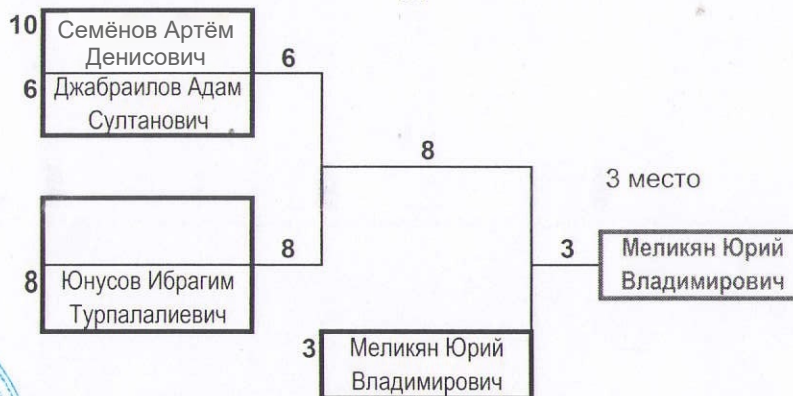 10
Семёнов Артём
Денисович
6
6
Джабраилов Адам
Султанович
8
3 место
8
8
Юнусов Ибрагим
Турпалалиевич
3
Меликян Юрий
Владимирович
3
Меликян Юрий
Владимирович